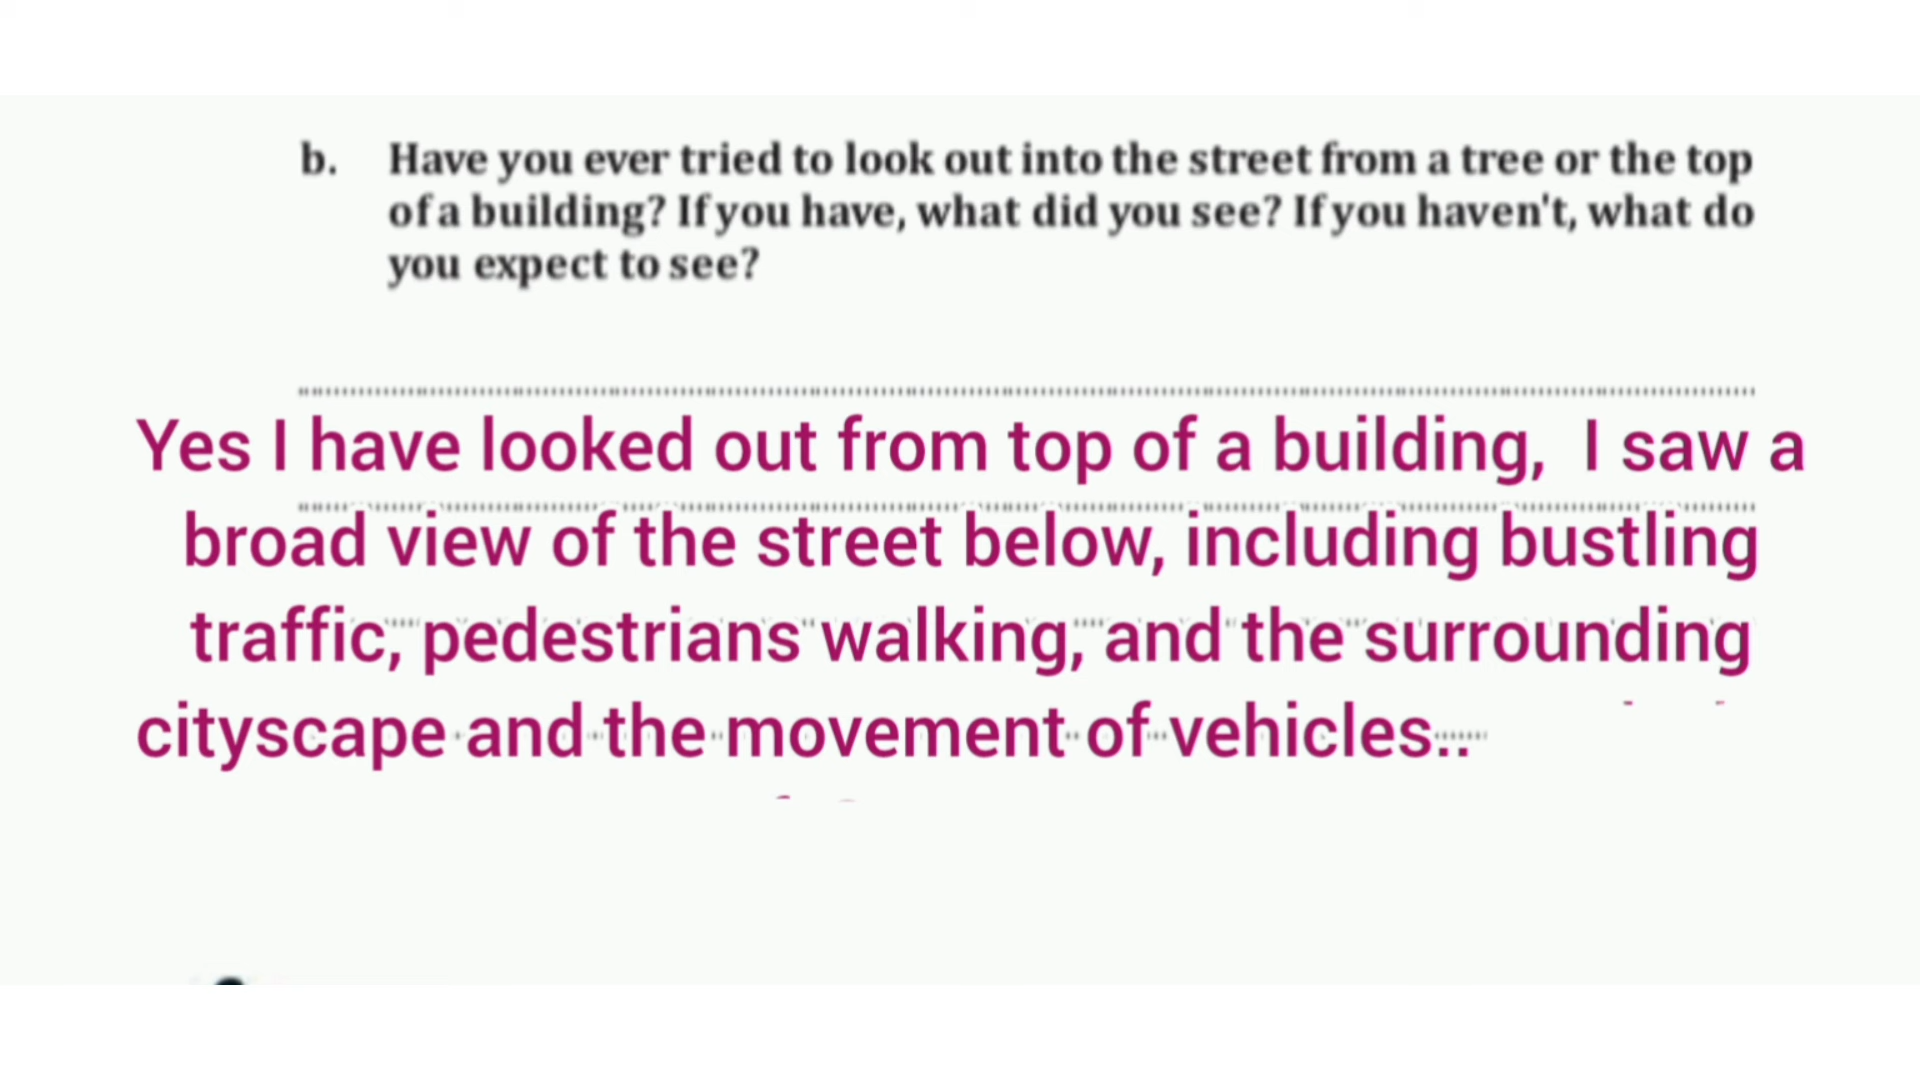 b. Have you ever tried to look out into the street from a tree or the top
of a building? If you have, what did you see? If you haven't, what do
you expect to see?
Yes I have looked out from top of a building, I saw a
broad view of the street below, including bustling
traffic, pedestrians walking, and the surrounding
cityscape and the movement of vehicles..